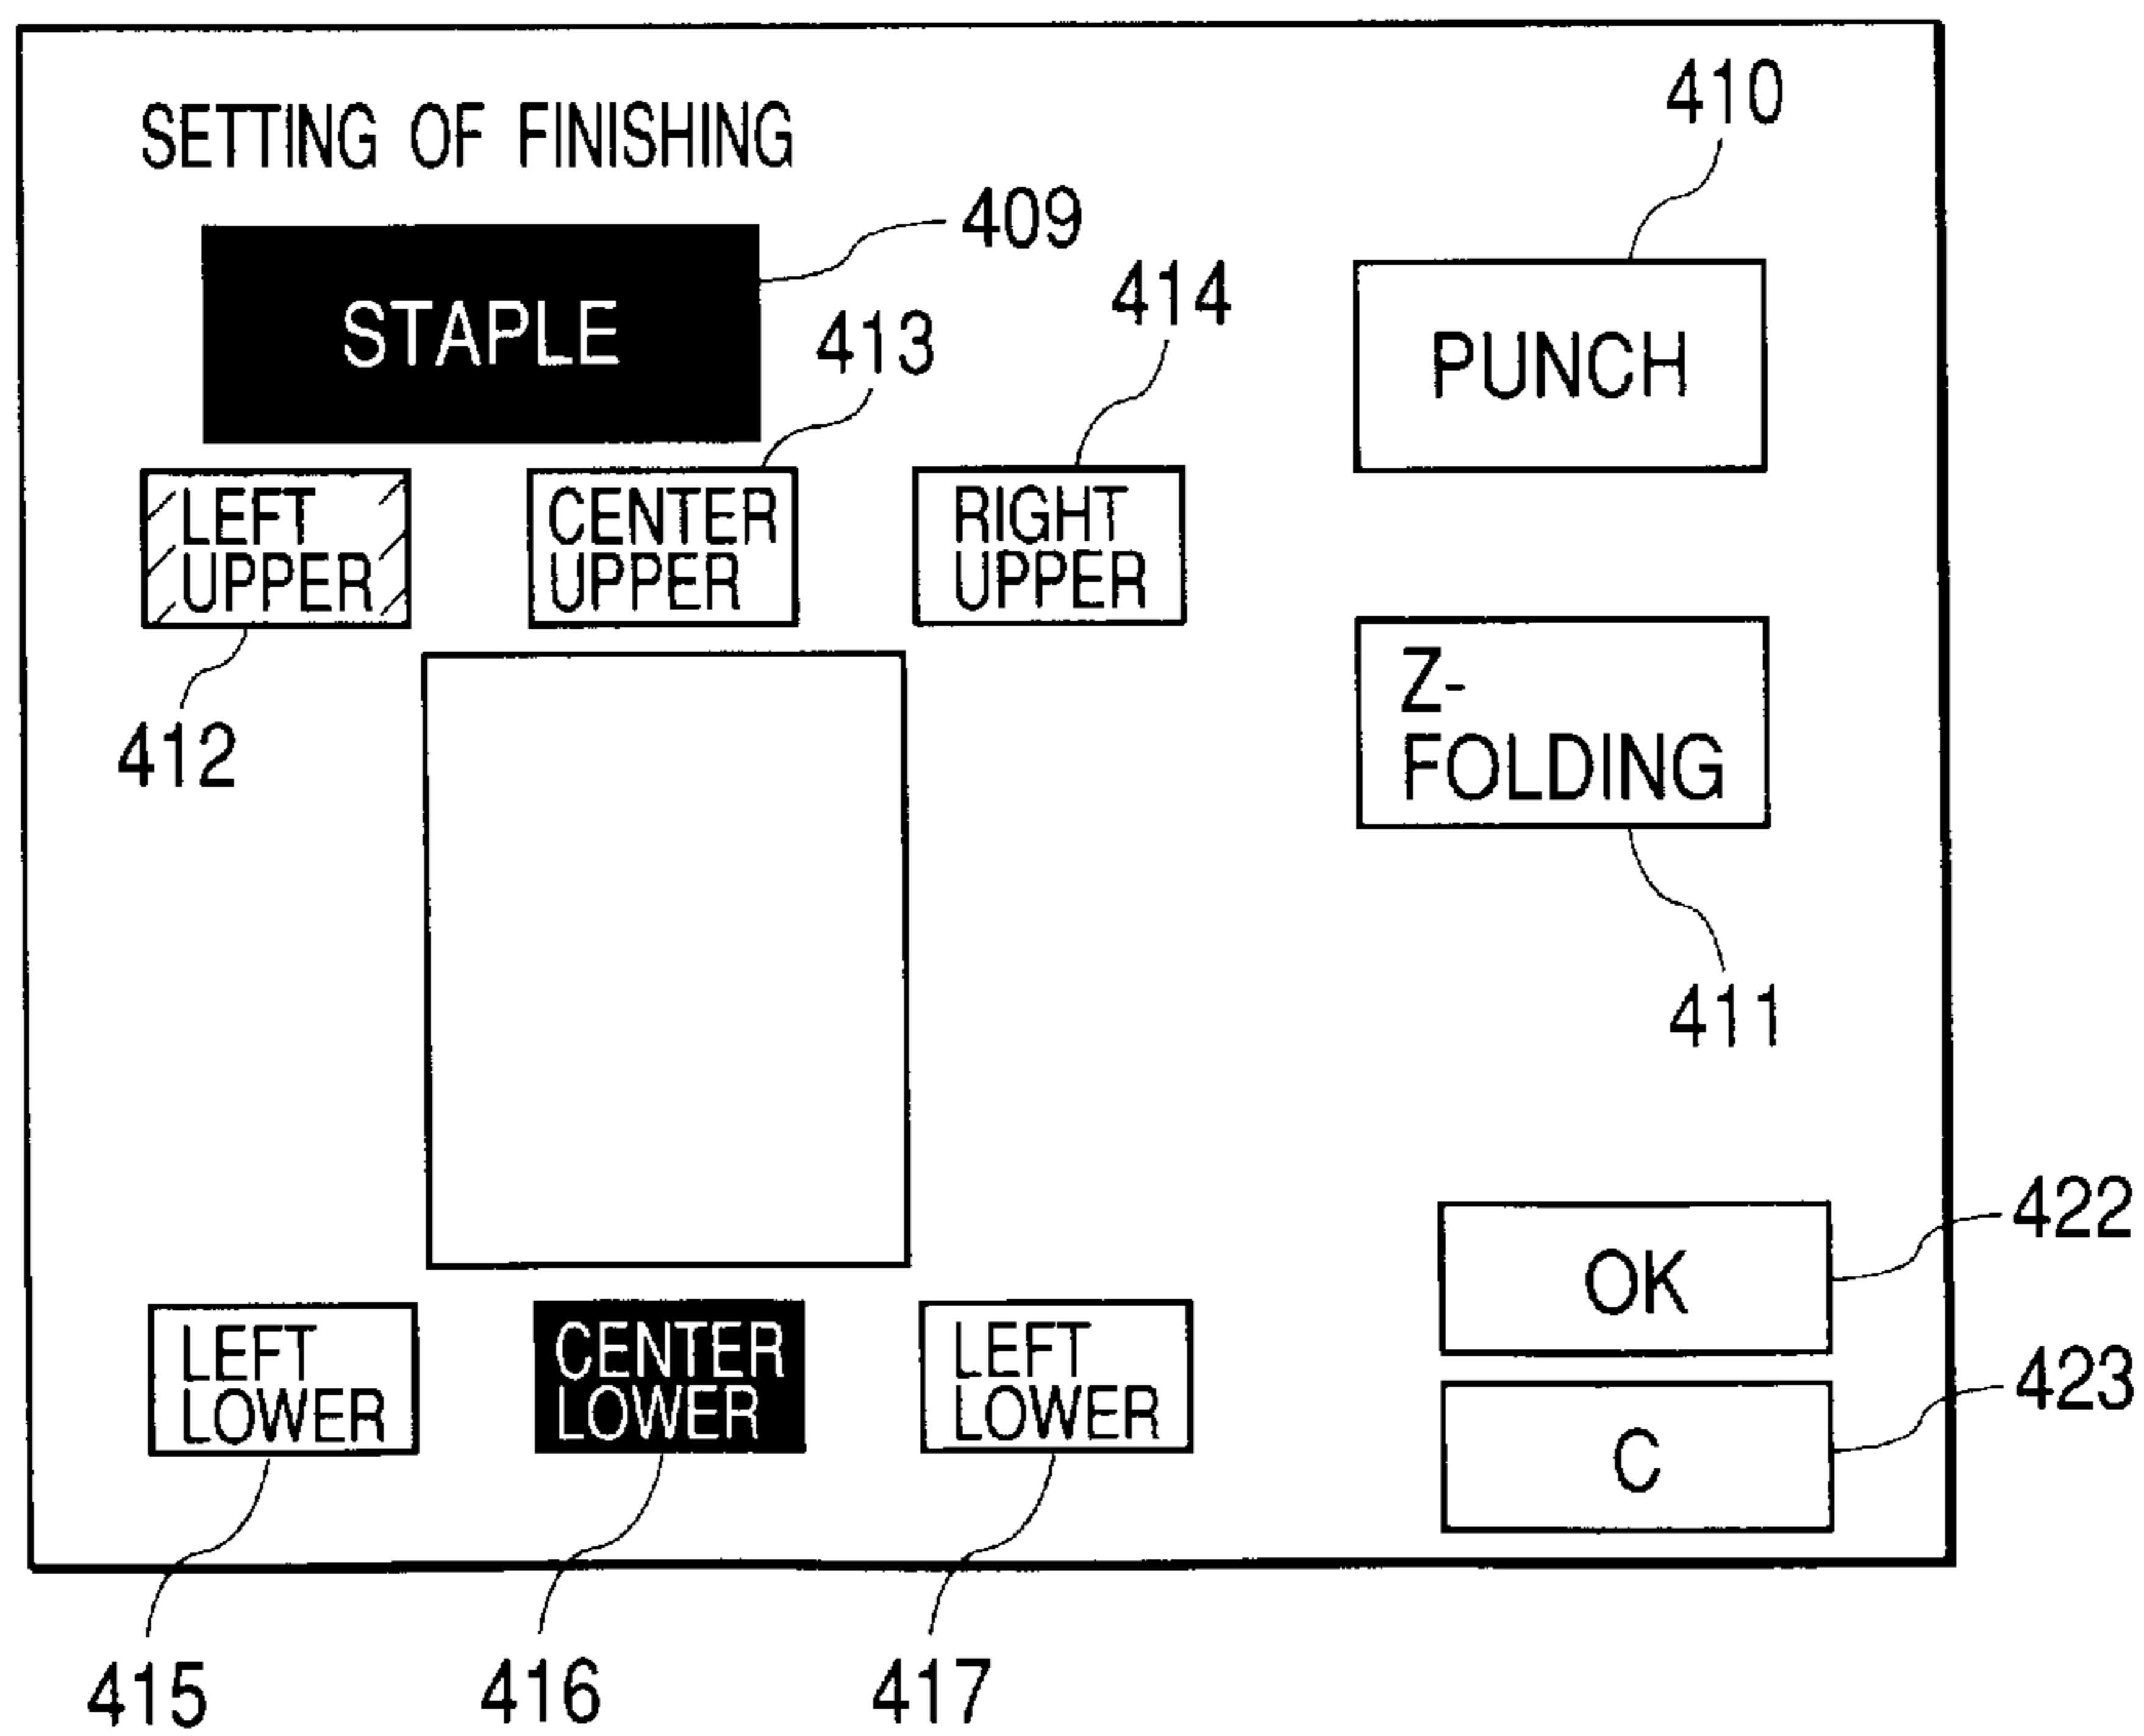 410
SETTING OF FINISHING
409
STAPLE
413
414
PUNCH
LEFT
UPPER
CENTER
UPPER
RIGHT
UPPER
412
Z-
FOLDING
411
422
OK
423
C
LEFT
LOWER
CENTER
LOWER
LEFT
LOWER
415
416
417